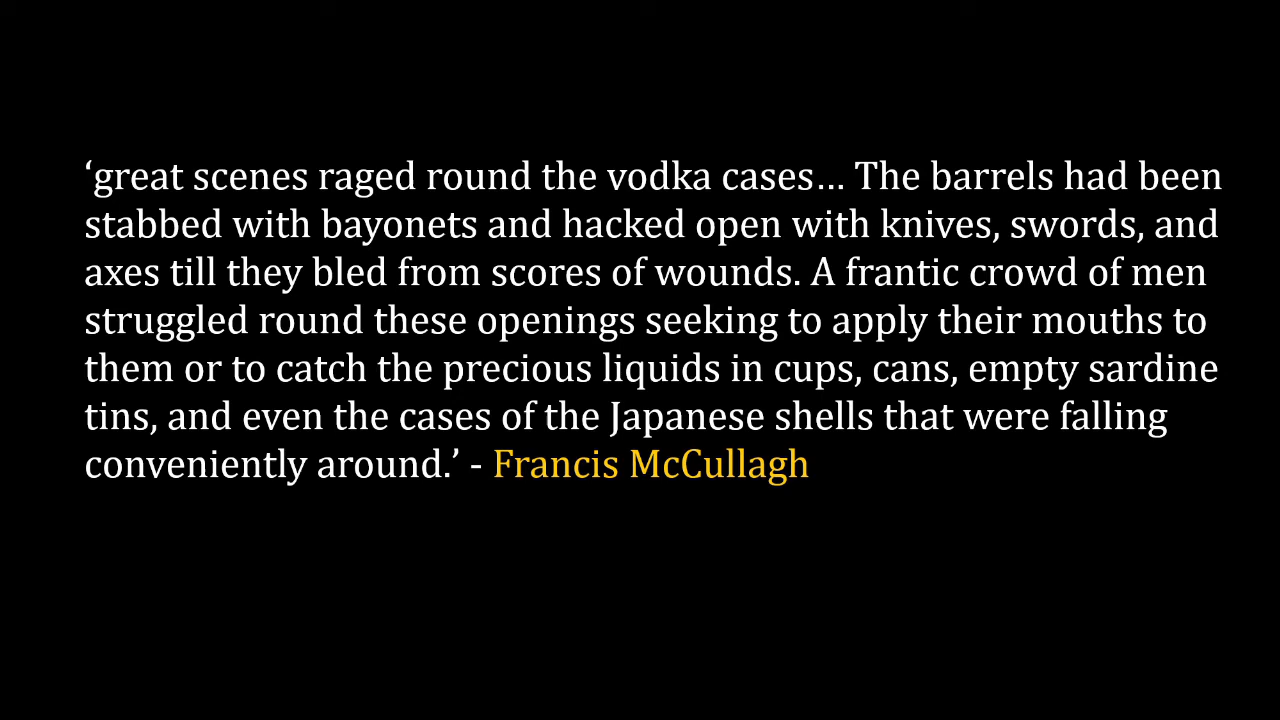 ‘great scenes raged round the vodka cases… The barrels had been
stabbed with bayonets and hacked open with knives, swords, and
axes till they bled from scores of wounds. A frantic crowd of men
struggled round these openings seeking to apply their mouths to
them or to catch the precious liquids in cups, cans, empty sardine
tins, and even the cases of the Japanese shells that were falling
conveniently around.’ - Francis McCullagh